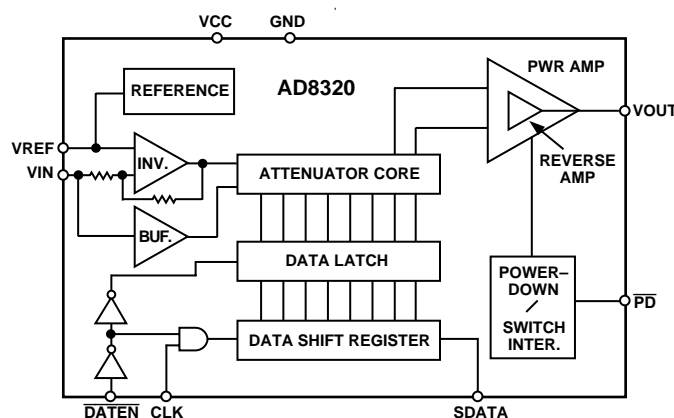 VCC GND
REFERENCE
AD8320
PWR AMP
VOUT
REVERSE
AMP
VREF
VIN
INV.
ATTENUATOR CORE
BUF.
DATA LATCH
POWER–
DOWN
/
SWITCH
INTER.
PD
DATA SHIFT REGISTER
DATEN CLK SDATA